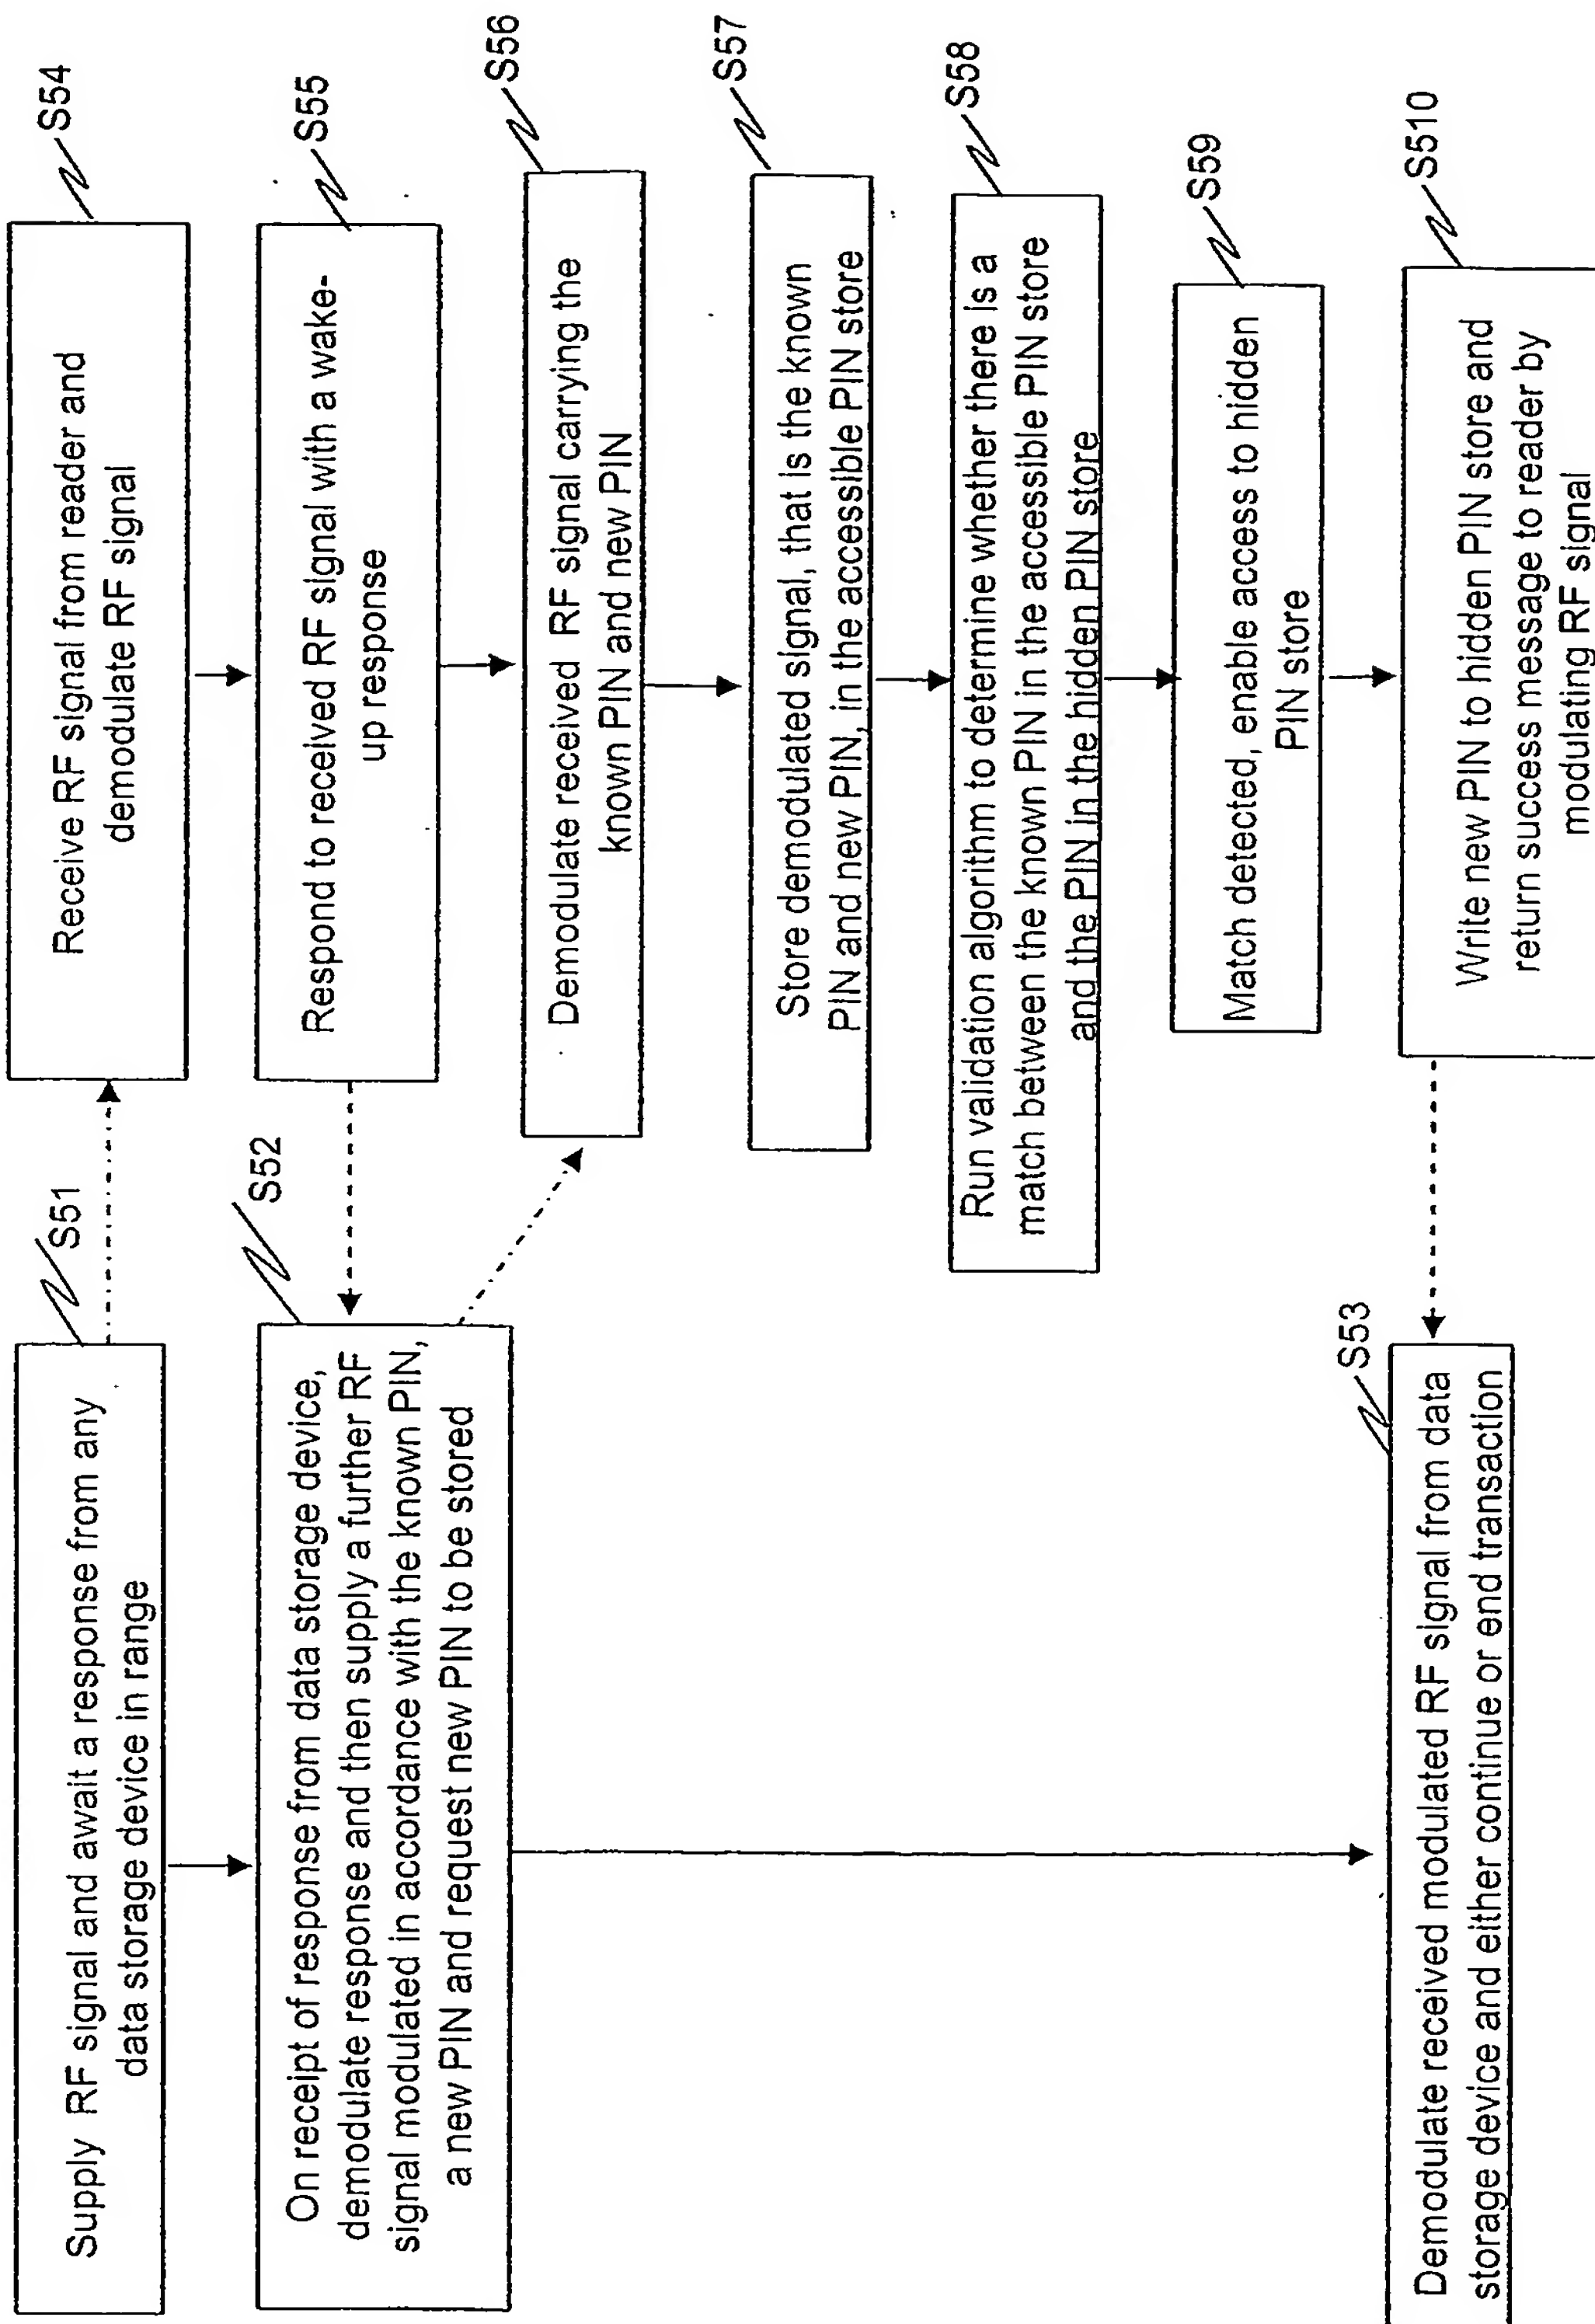 S51
Supply RF signal and await a response from any
data storage device in range
S52
On receipt of response from data storage device,
demodulate response and then supply a further RF
signal modulated in accordance with the known PIN,
a new PIN and request new PIN to be stored
S53
Demodulate received modulated RF signal from data
storage device and either continue or end transaction
S54
Receive RF signal from reader and
demodulate RF signal
S55
Respond to received RF signal with a wake-
up response
S56
Demodulate received RF signal carrying the
known PIN and new PIN
S57
Store demodulated signal, that is the known
PIN and new PIN, in the accessible PIN store
S58
Run validation algorithm to determine whether there is a
match between the known PIN in the accessible PIN store
and the PIN in the hidden PIN store
S59
Match detected, enable access to hidden
PIN store
S510
Write new PIN to hidden PIN store and
return success message to reader by
modulating RF signal